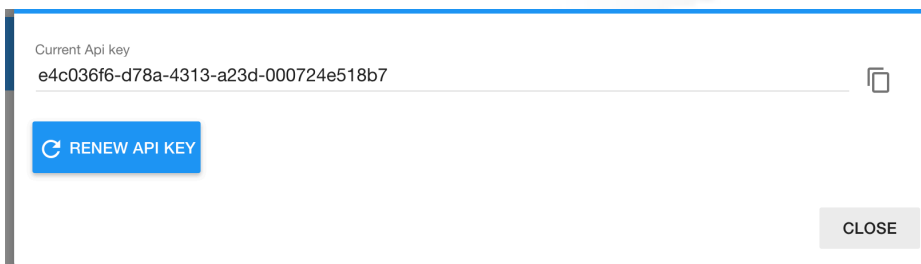 Current Api key
e4c036f6-d78a-4313-a23d-000724e518b7
RENEW API KEY
CLOSE